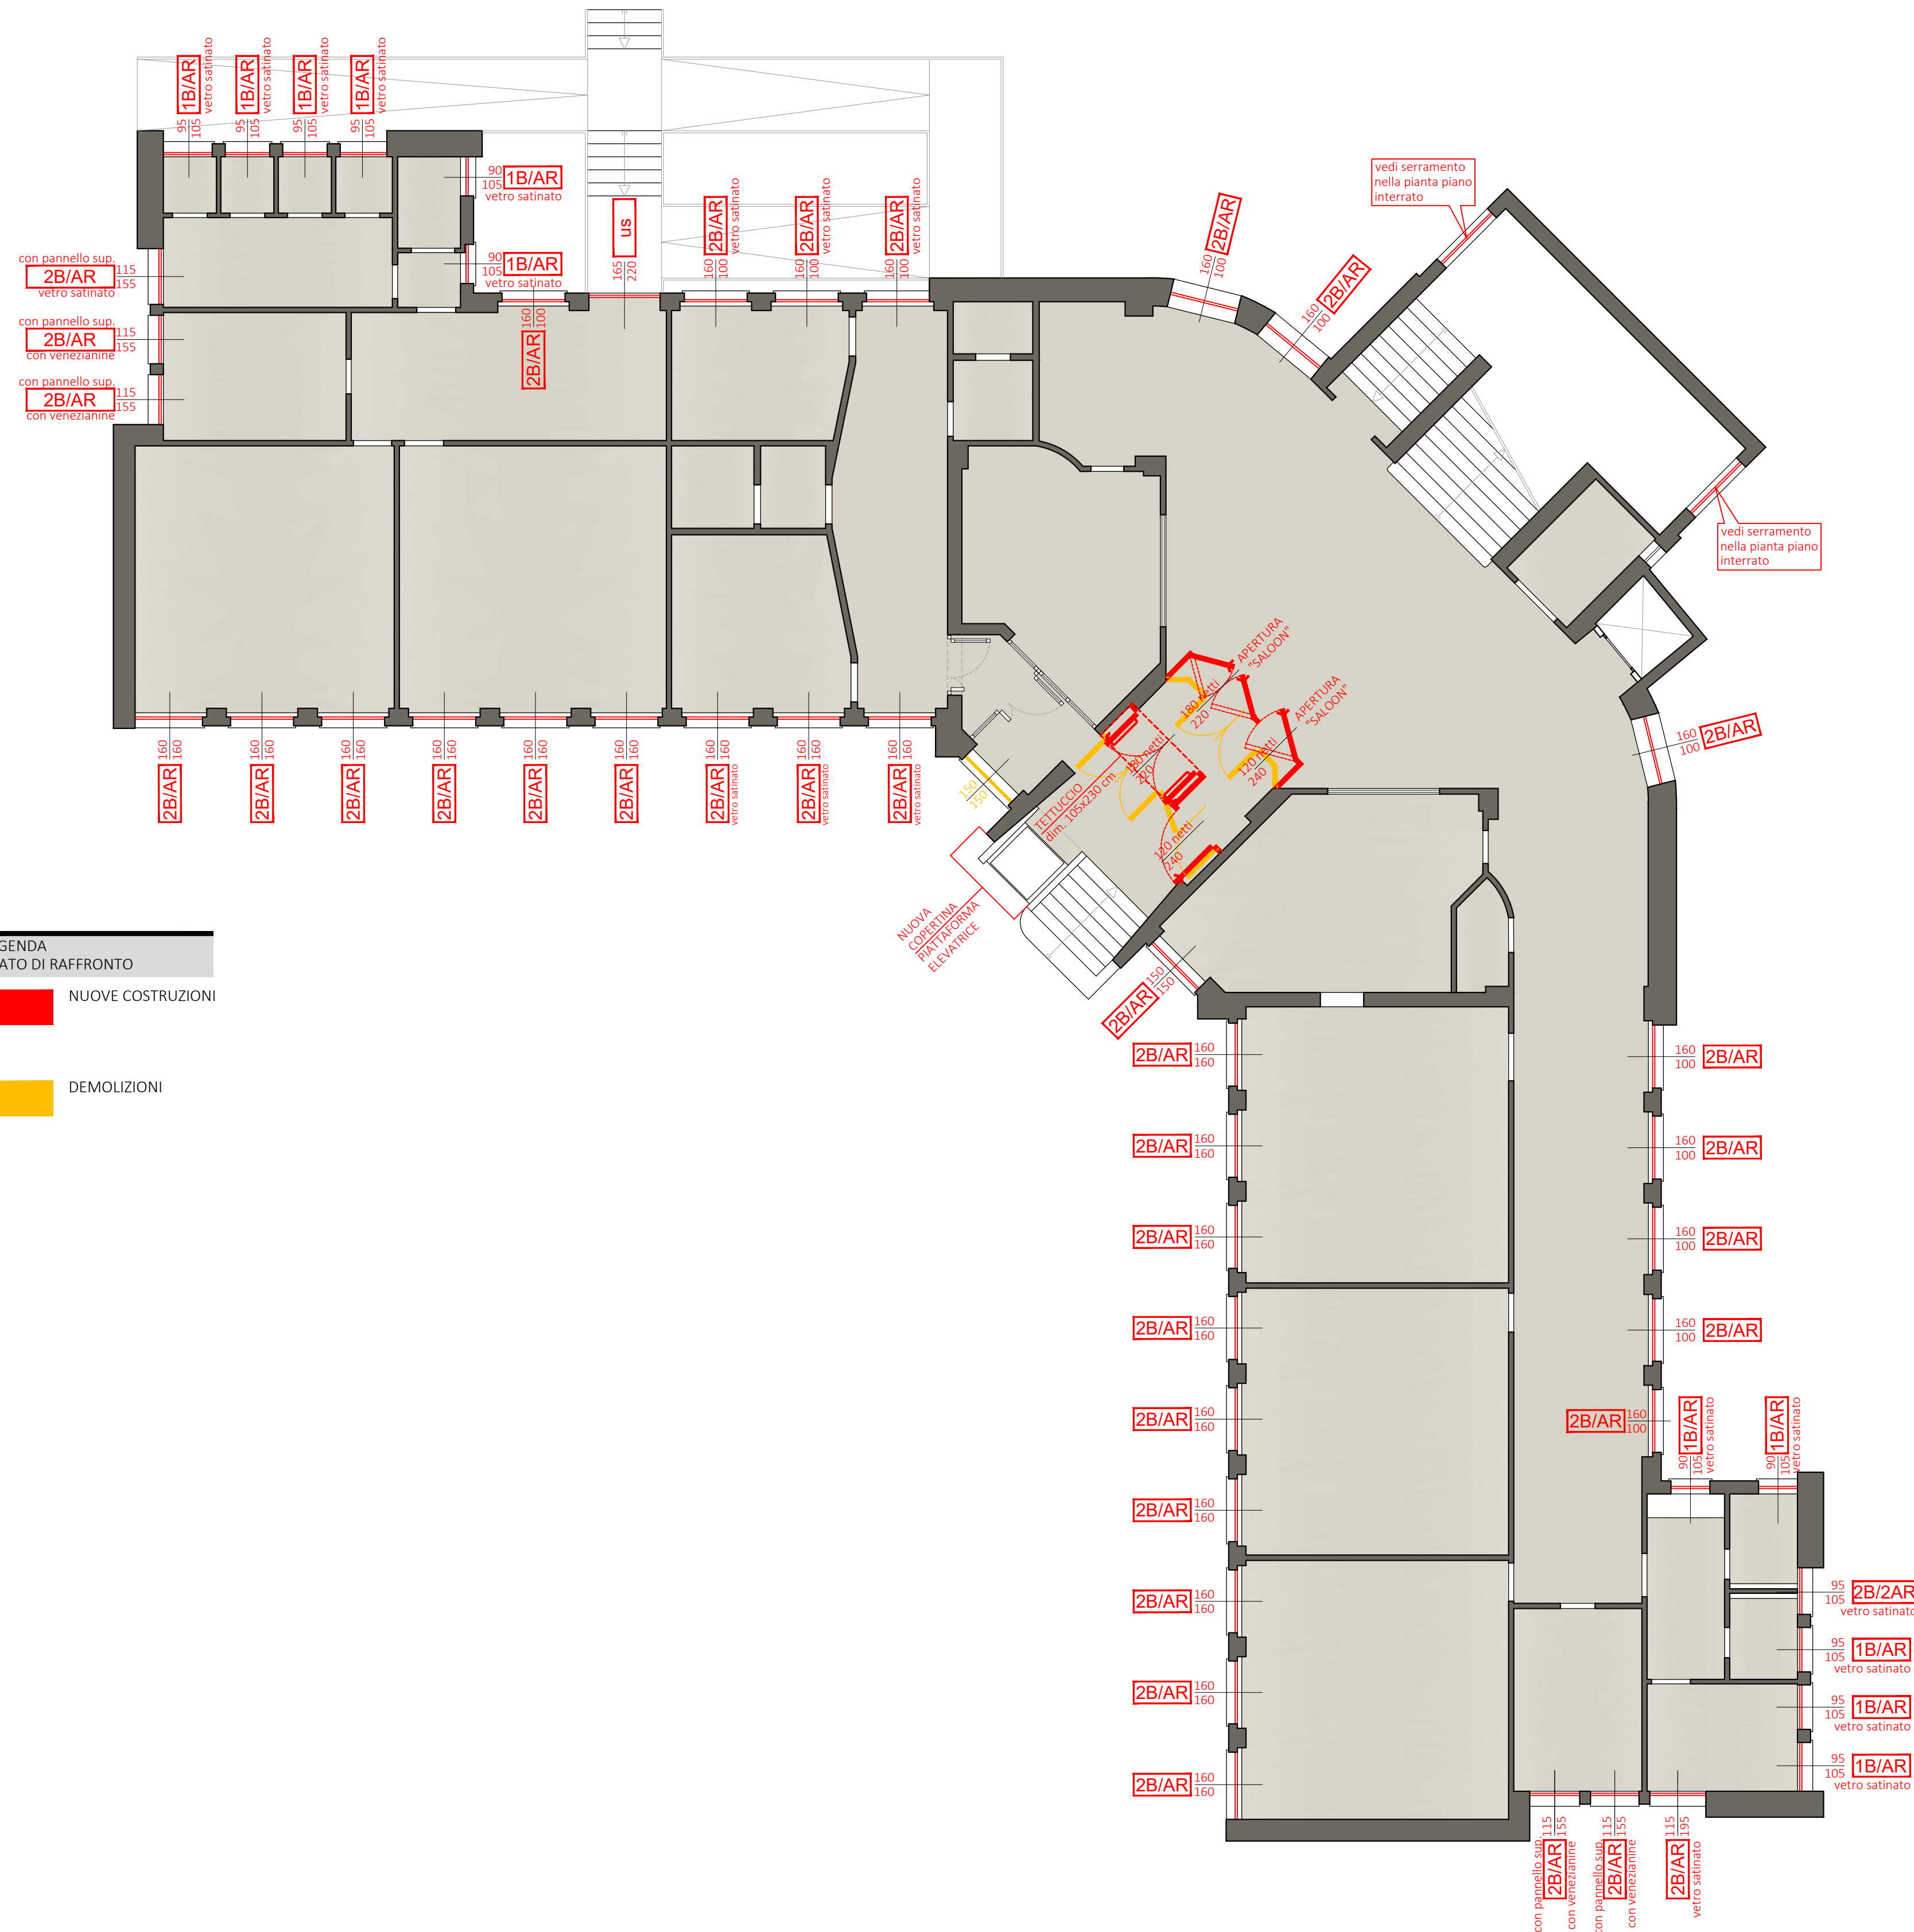 1B/AR
vetro satinato
95
105
1B/AR
vetro satinato
95
105
1B/AR
vetro satinato
95
105
1B/AR
vetro satinato
95
105
90
105
1B/AR
vetro satinato
90
105
1B/AR
vetro satinato
us
165
220
160
100
2B/AR
2B/AR
vetro satinato
160
100
2B/AR
vetro satinato
160
100
2B/AR
vetro satinato
160
100
con pannello sup.
2B/AR
115
155
vetro satinato
con pannello sup.
2B/AR
115
155
con venezianine
con pannello sup.
2B/AR
115
155
con venezianine
2B/AR
160
100
2B/AR
160
100
vedi serramento
nella pianta piano
interrato
vedi serramento
nella pianta piano
interrato
160
100
2B/AR
160
160
2B/AR
160
160
2B/AR
160
160
2B/AR
160
160
2B/AR
160
160
2B/AR
160
160
2B/AR
160
160
2B/AR
vetro satinato
160
160
2B/AR
vetro satinato
160
160
2B/AR
vetro satinato
APERTURA
"SALOON"
180 netti
220
APERTURA
"SALOON"
120 netti
240
180 netti
220
TETTUCCIO
dim. 105x230 cm
120 netti
240
150
150
NUOVA
COPERTINA
PIATTAFORMA
ELEVATRICE
150
150
2B/AR
GENDA
ATO DI RAFFRONTO
NUOVE COSTRUZIONI
DEMOLIZIONI
2B/AR
160
160
2B/AR
160
160
2B/AR
160
160
2B/AR
160
160
2B/AR
160
160
2B/AR
160
160
2B/AR
160
160
2B/AR
160
160
2B/AR
160
160
160
100
2B/AR
160
100
2B/AR
160
100
2B/AR
160
100
2B/AR
2B/AR
160
100
1B/AR
vetro satinato
90
105
1B/AR
vetro satinato
90
105
95
105
2B/2AR
vetro satinato
95
105
1B/AR
vetro satinato
95
105
1B/AR
vetro satinato
95
105
1B/AR
vetro satinato
con pannello sup.
115
155
2B/AR
con venezianine
con pannello sup.
115
155
2B/AR
con venezianine
115
195
2B/AR
vetro satinato